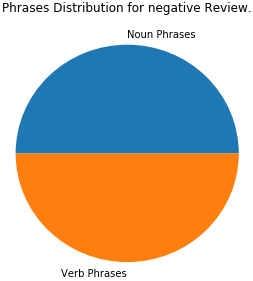 Phrases Distribution for negative Review.
Noun Phrases
Verb Phrases